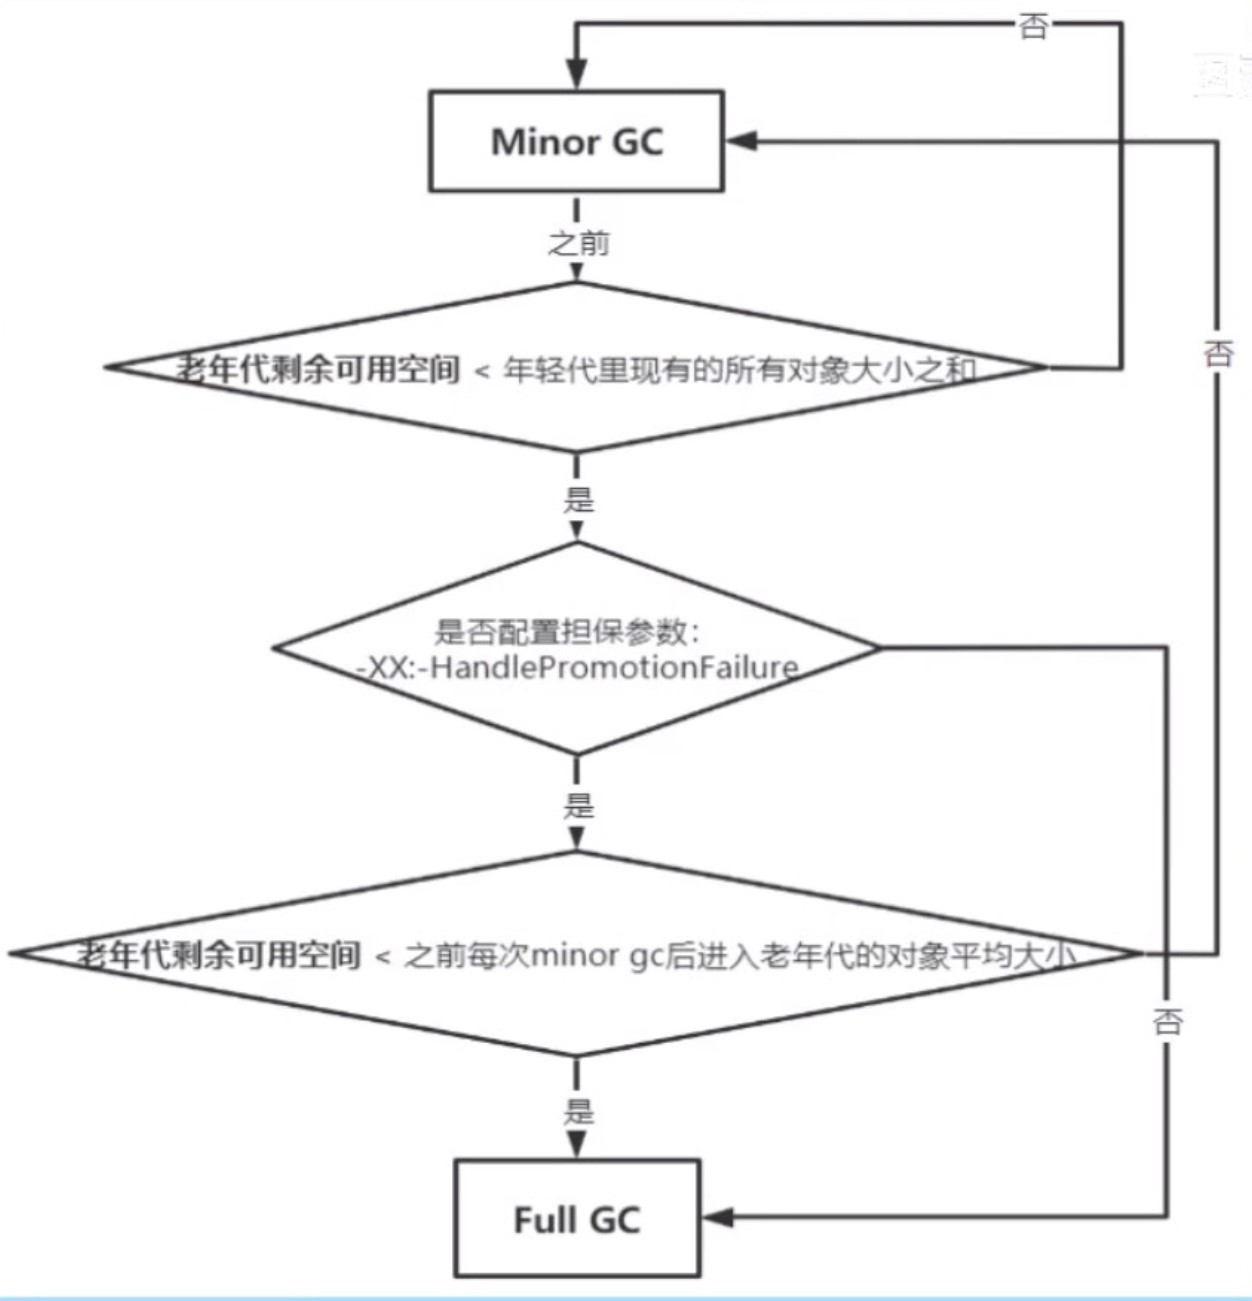 否
Minor GC
之前
老年代剩余可用空间 < 年轻代里现有的所有对象大小之和
否
是
是否配置担保参数：
-XX:-HandlePromotionFailure
是
老年代剩余可用空间 < 之前每次minor gc后进入老年代的对象平均大小
否
是
Full GC